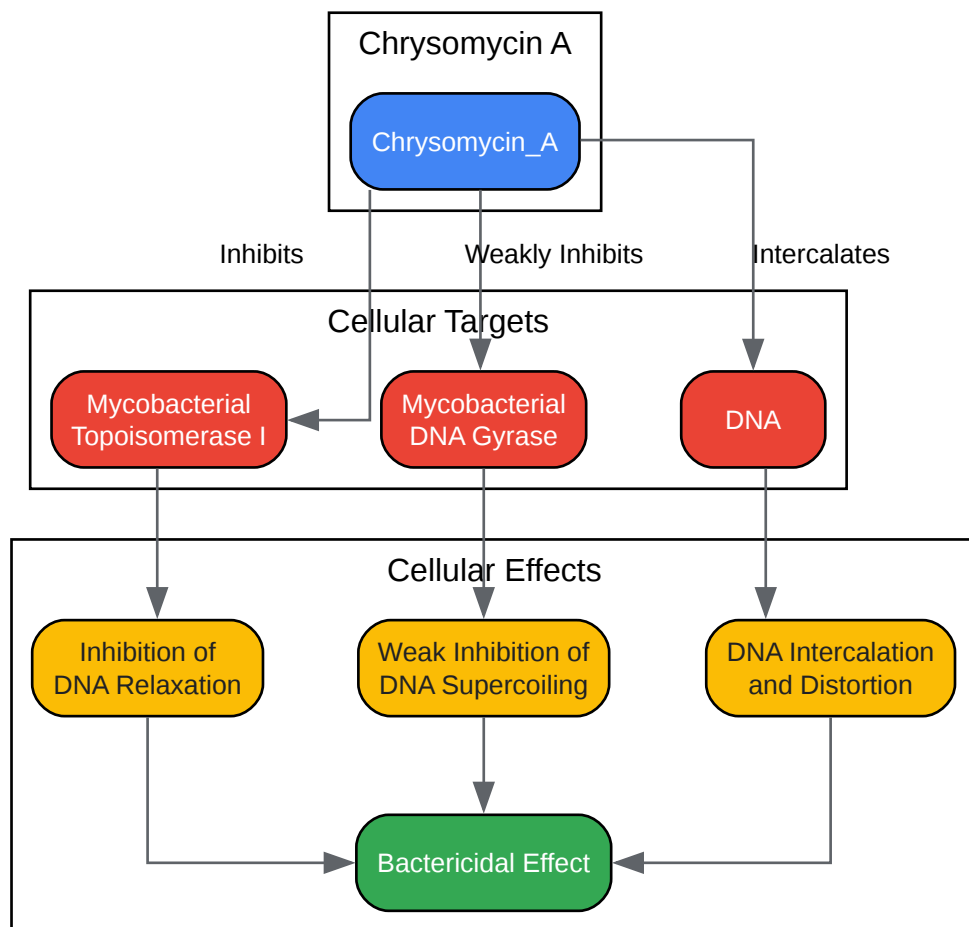 Chrysomycin A
Chrysomycin_A
Inhibits
Weakly Inhibits
Intercalates
Cellular Targets
Mycobacterial
Topoisomerase I
Mycobacterial
DNA Gyrase
DNA
Cellular Effects
Inhibition of
DNA Relaxation
Weak Inhibition of
DNA Supercoiling
DNA Intercalation
and Distortion
Bactericidal Effect